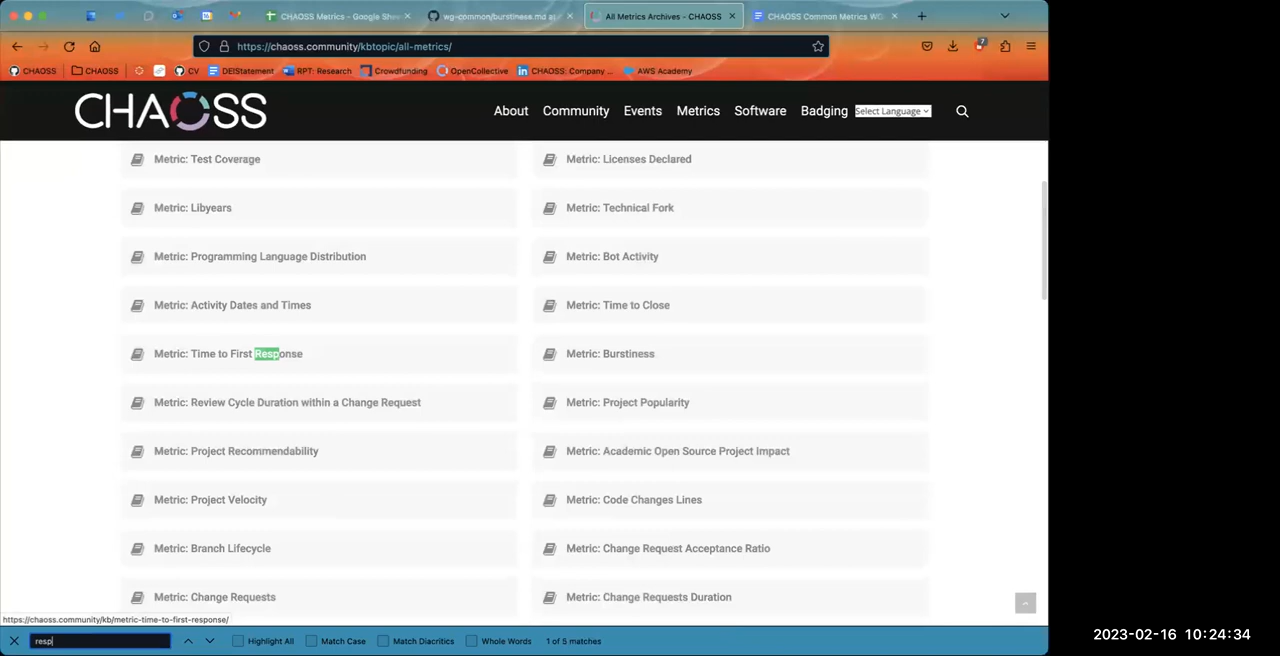 CHAOSS Metrics - Google Shee
wg-common/burstiness.md at
All Metrics Archives - CHAOSS
CHAOSS Common Metrics WG
https://chaoss.community/kbtopic/all-metrics/
7
CHAOSS
CHAOSS
CV
DEIStatement
RPT: Research
Crowdfunding
OpenCollective
CHAOSS: Company ...
AWS Academy
CHAOSS
About
Community
Events
Metrics
Software
Badging
Select Language
Metric: Test Coverage
Metric: Licenses Declared
Metric: Libyears
Metric: Technical Fork
Metric: Programming Language Distribution
Metric: Bot Activity
Metric: Activity Dates and Times
Metric: Time to Close
Metric: Time to First Response
Metric: Burstiness
Metric: Review Cycle Duration within a Change Request
Metric: Project Popularity
Metric: Project Recommendability
Metric: Academic Open Source Project Impact
Metric: Project Velocity
Metric: Code Changes Lines
Metric: Branch Lifecycle
Metric: Change Request Acceptance Ratio
Metric: Change Requests
Metric: Change Requests Duration
https://chaoss.community/kb/metric-time-to-first-response/
resp
Highlight All
Match Case
Match Diacritics
Whole Words
1 of 5 matches
2023-02-16 10:24:34